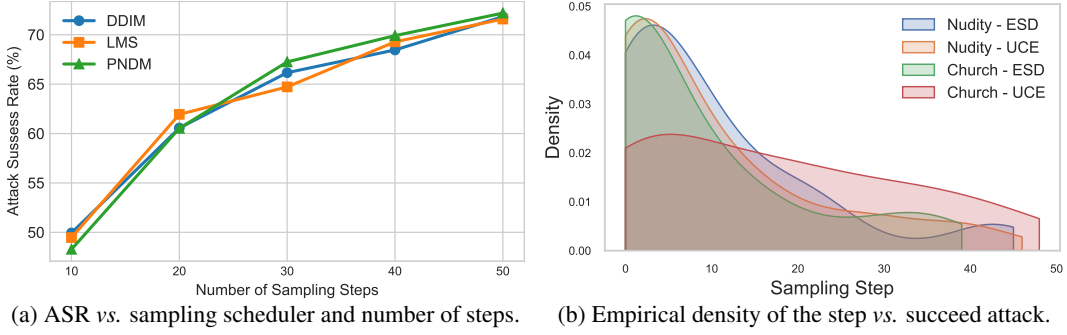 DDIM
LMS
PNDM
Attack Sussess Rate (%)
70
65
60
55
50
10 20 30 40 50
Number of Sampling Steps
(a) ASR vs. sampling scheduler and number of steps.
Nudity - ESD
Nudity - UCE
Church - ESD
Church - UCE
Density
0.05
0.04
0.03
0.02
0.01
0.00
0 10 20 30 40 50
Sampling Step
(b) Empirical density of the step vs. succeed attack.